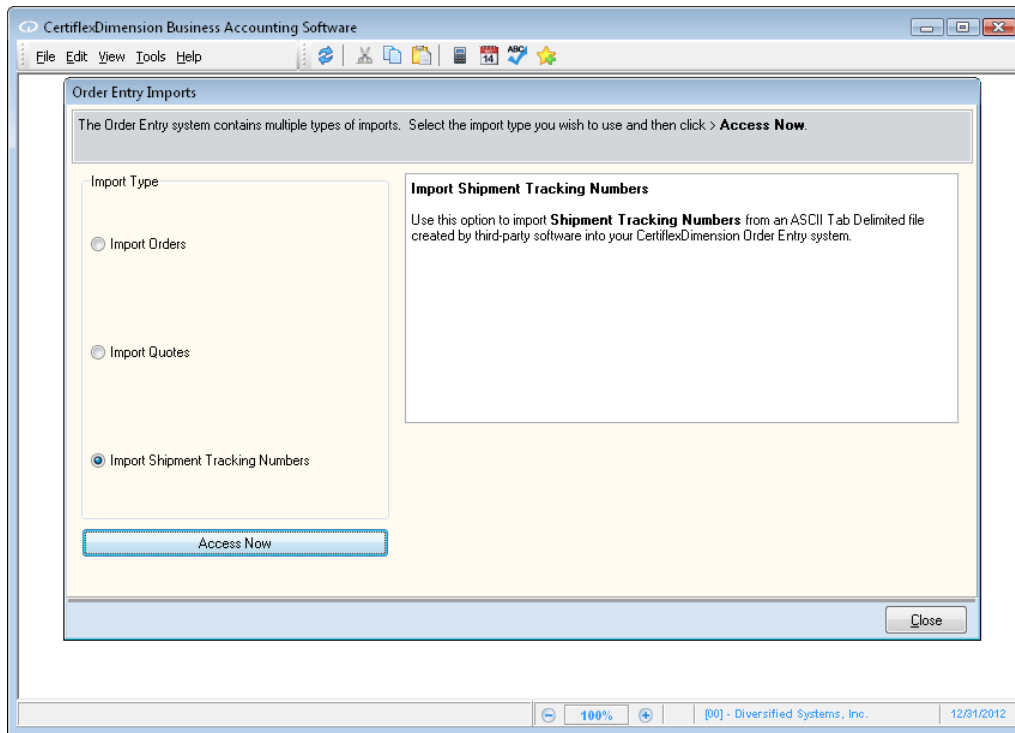 CertiflexDimension Business Accounting Software
File Edit View Tools Help
14
ABC
Order Entry Imports
The Order Entry system contains multiple types of imports. Select the import type you wish to use and then click > Access Now.
Import Type
Import Orders
Import Quotes
Import Shipment Tracking Numbers
Access Now
Import Shipment Tracking Numbers
Use this option to import Shipment Tracking Numbers from an ASCII Tab Delimited file
created by third-party software into your CertiflexDimension Order Entry system.
Close
100%
[00] - Diversified Systems, Inc.
12/31/2012